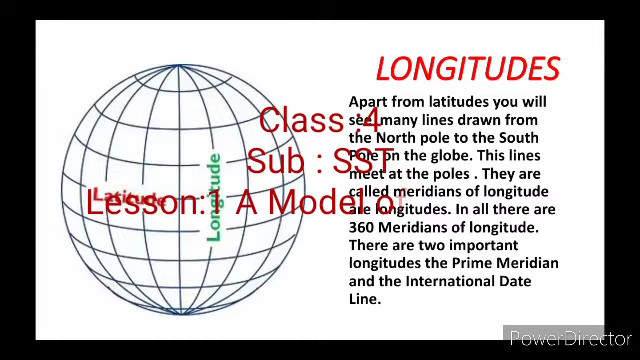 LONGITUDES
Apart from latitudes you will
see, many lines drawn from
the North pole to the South
Pole on the globe. This lines
meet at the poles . They are
called meridians of longitude
are longitudes. In all there are
360 Meridians of longitude.
There are two important
longitudes the Prime Meridian
and the International Date
Line.
Class :4
Sub : SST
Lesson:1 A Model of
Latitude
Longitude
PowerDirector